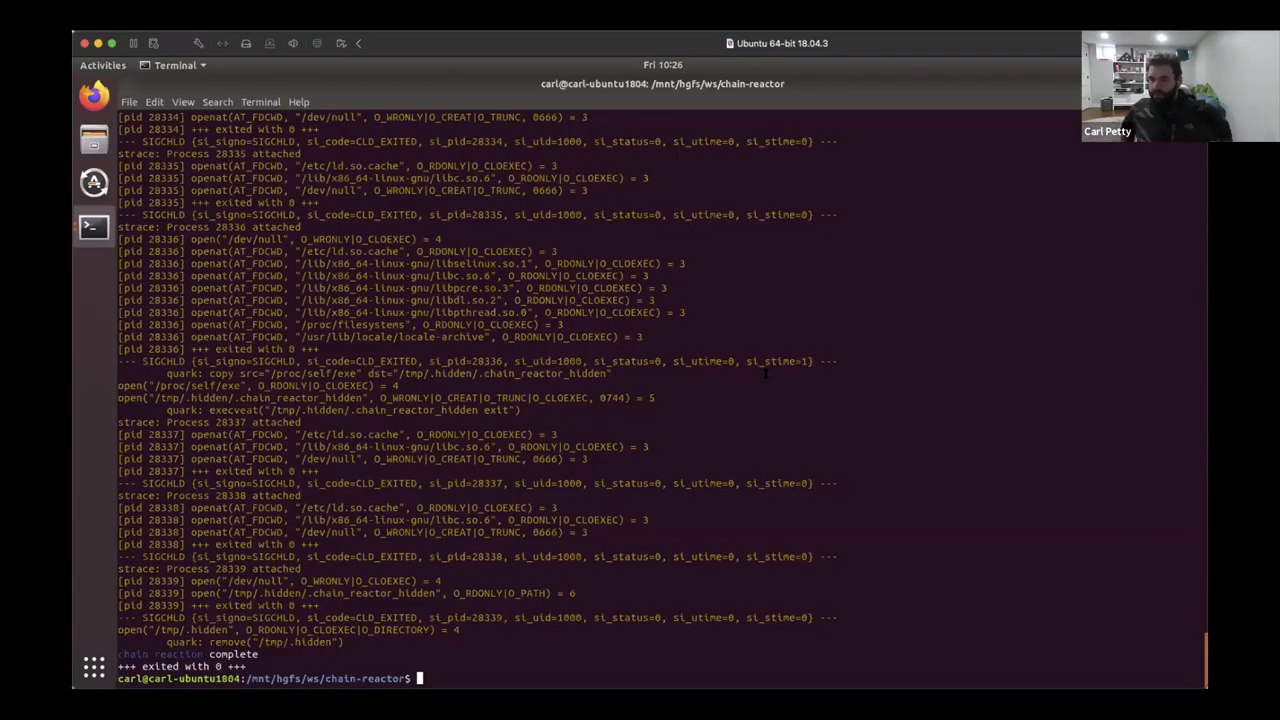 Ubuntu 64-bit 18.04.3
Activities
Terminal
Fri 10:26
carl@carl-ubuntu1804: /mnt/hgfs/ws/chain-reactor
File Edit View Search Terminal Help
Carl Petty
[pid 28334] openat(AT_FDCWD, "/dev/null", O_WRONLY|O_CREAT|O_TRUNC, 0666) = 3
[pid 28334] +++ exited with 0 +++
--- SIGCHLD {si_signo=SIGCHLD, si_code=CLD_EXITED, si_pid=28334, si_uid=1000, si_status=0, si_utime=0, si_stime=0} ---
strace: Process 28335 attached
[pid 28335] openat(AT_FDCWD, "/etc/ld.so.cache", O_RDONLY|O_CLOEXEC) = 3
[pid 28335] openat(AT_FDCWD, "/lib/x86_64-linux-gnu/libc.so.6", O_RDONLY|O_CLOEXEC) = 3
[pid 28335] openat(AT_FDCWD, "/dev/null", O_WRONLY|O_CREAT|O_TRUNC, 0666) = 3
[pid 28335] +++ exited with 0 +++
--- SIGCHLD {si_signo=SIGCHLD, si_code=CLD_EXITED, si_pid=28335, si_uid=1000, si_status=0, si_utime=0, si_stime=0} ---
strace: Process 28336 attached
[pid 28336] open("/dev/null", O_WRONLY|O_CLOEXEC) = 4
[pid 28336] openat(AT_FDCWD, "/etc/ld.so.cache", O_RDONLY|O_CLOEXEC) = 3
[pid 28336] openat(AT_FDCWD, "/lib/x86_64-linux-gnu/libselinux.so.1", O_RDONLY|O_CLOEXEC) = 3
[pid 28336] openat(AT_FDCWD, "/lib/x86_64-linux-gnu/libc.so.6", O_RDONLY|O_CLOEXEC) = 3
[pid 28336] openat(AT_FDCWD, "/lib/x86_64-linux-gnu/libpcre.so.3", O_RDONLY|O_CLOEXEC) = 3
[pid 28336] openat(AT_FDCWD, "/lib/x86_64-linux-gnu/libdl.so.2", O_RDONLY|O_CLOEXEC) = 3
[pid 28336] openat(AT_FDCWD, "/lib/x86_64-linux-gnu/libpthread.so.0", O_RDONLY|O_CLOEXEC) = 3
[pid 28336] openat(AT_FDCWD, "/proc/filesystems", O_RDONLY|O_CLOEXEC) = 3
[pid 28336] openat(AT_FDCWD, "/usr/lib/locale/locale-archive", O_RDONLY|O_CLOEXEC) = 3
[pid 28336] +++ exited with 0 +++
--- SIGCHLD {si_signo=SIGCHLD, si_code=CLD_EXITED, si_pid=28336, si_uid=1000, si_status=0, si_utime=0, si_stime=1} ---
quark: copy src="/proc/self/exe" dst="/tmp/.hidden/.chain_reactor_hidden"
open("/proc/self/exe", O_RDONLY|O_CLOEXEC) = 4
open("/tmp/.hidden/.chain_reactor_hidden", O_WRONLY|O_CREAT|O_TRUNC|O_CLOEXEC, 0744) = 5
quark: execveat("/tmp/.hidden/.chain_reactor_hidden exit")
strace: Process 28337 attached
[pid 28337] openat(AT_FDCWD, "/etc/ld.so.cache", O_RDONLY|O_CLOEXEC) = 3
[pid 28337] openat(AT_FDCWD, "/lib/x86_64-linux-gnu/libc.so.6", O_RDONLY|O_CLOEXEC) = 3
[pid 28337] openat(AT_FDCWD, "/dev/null", O_WRONLY|O_CREAT|O_TRUNC, 0666) = 3
[pid 28337] +++ exited with 0 +++
--- SIGCHLD {si_signo=SIGCHLD, si_code=CLD_EXITED, si_pid=28337, si_uid=1000, si_status=0, si_utime=0, si_stime=0} ---
strace: Process 28338 attached
[pid 28338] openat(AT_FDCWD, "/etc/ld.so.cache", O_RDONLY|O_CLOEXEC) = 3
[pid 28338] openat(AT_FDCWD, "/lib/x86_64-linux-gnu/libc.so.6", O_RDONLY|O_CLOEXEC) = 3
[pid 28338] openat(AT_FDCWD, "/dev/null", O_WRONLY|O_CREAT|O_TRUNC, 0666) = 3
[pid 28338] +++ exited with 0 +++
--- SIGCHLD {si_signo=SIGCHLD, si_code=CLD_EXITED, si_pid=28338, si_uid=1000, si_status=0, si_utime=0, si_stime=0} ---
strace: Process 28339 attached
[pid 28339] open("/dev/null", O_WRONLY|O_CLOEXEC) = 4
[pid 28339] open("/tmp/.hidden/.chain_reactor_hidden", O_RDONLY|O_PATH) = 6
[pid 28339] +++ exited with 0 +++
--- SIGCHLD {si_signo=SIGCHLD, si_code=CLD_EXITED, si_pid=28339, si_uid=1000, si_status=0, si_utime=0, si_stime=0} ---
open("/tmp/.hidden", O_RDONLY|O_CLOEXEC|O_DIRECTORY) = 4
quark: remove("/tmp/.hidden")
chain reaction complete
+++ exited with 0 +++
carl@carl-ubuntu1804:/mnt/hgfs/ws/chain-reactor$